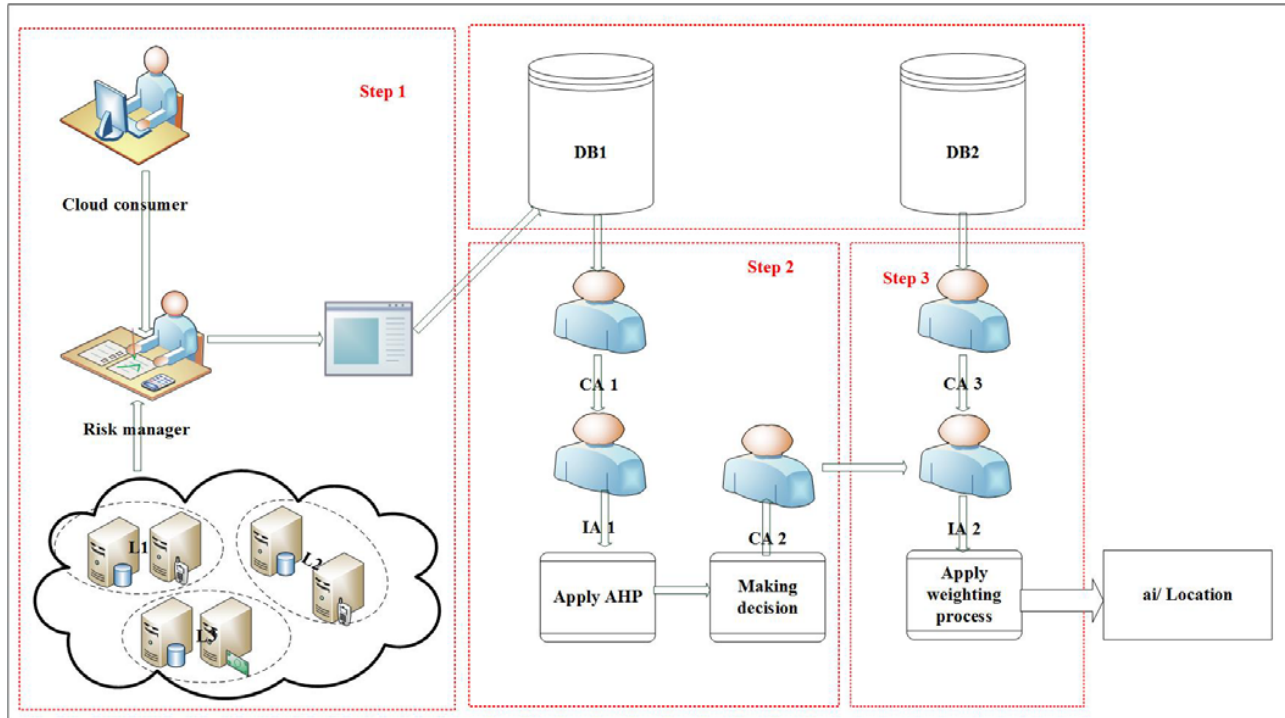 Step 1
Cloud consumer
Risk manager
L1
L2
L3
DB1
DB2
Step 2
CA 1
IA 1
CA 2
Apply AHP
Making
decision
Step 3
CA 3
IA 2
Apply
weighting
process
ai/ Location